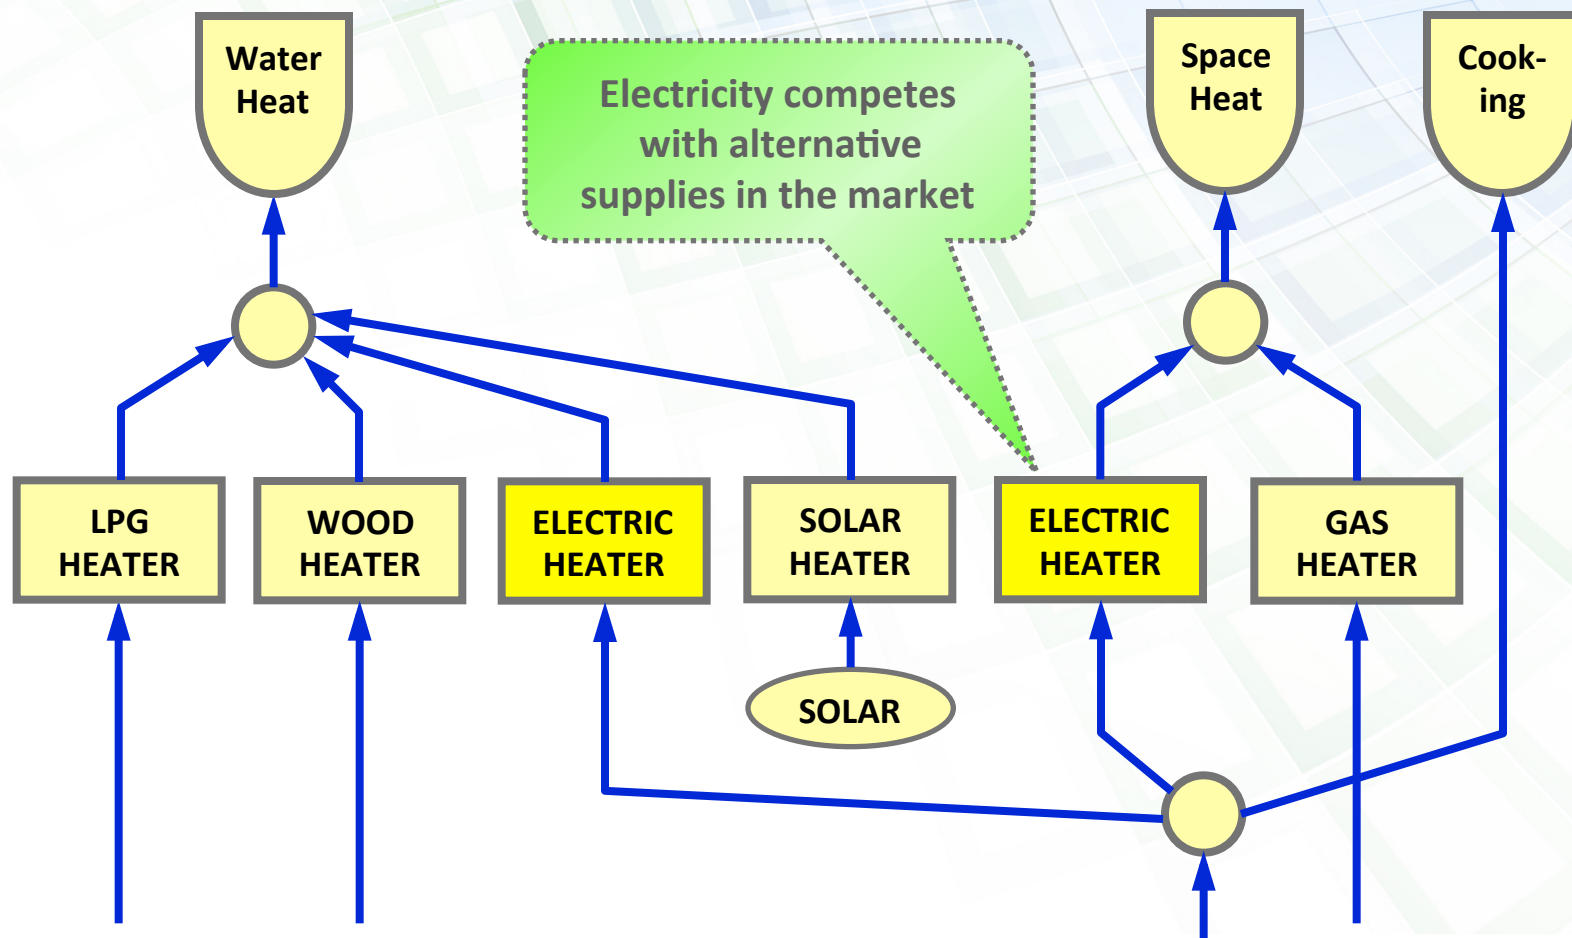 Water
Heat
Electricity competes
with alternative
supplies in the market
Space
Heat
Cook-
ing
LPG
HEATER
WOOD
HEATER
ELECTRIC
HEATER
SOLAR
HEATER
ELECTRIC
HEATER
GAS
HEATER
SOLAR